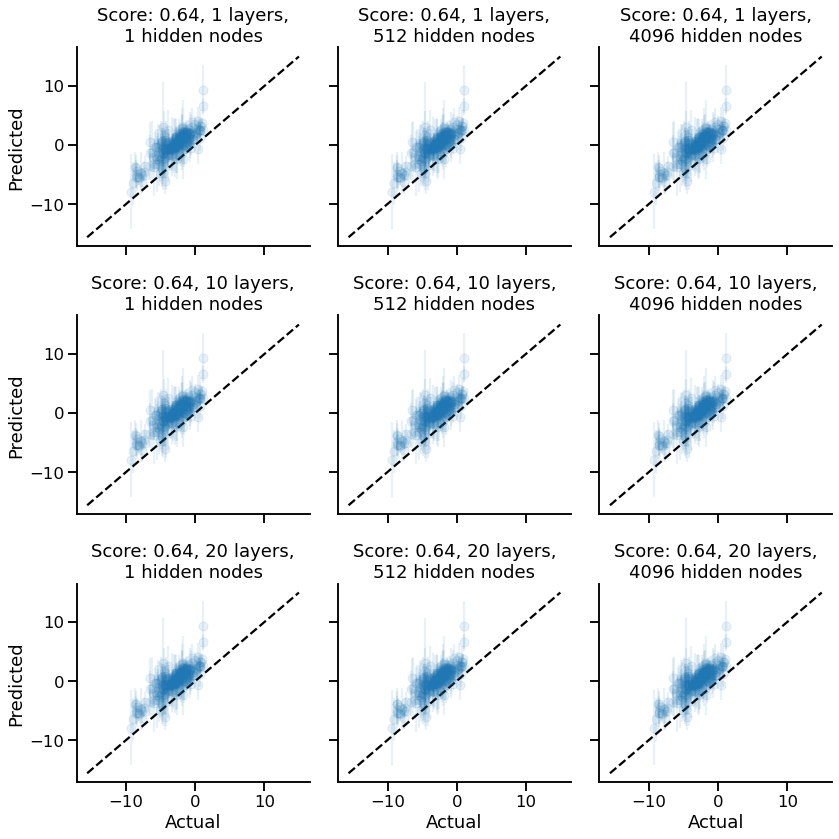 Score: 0.64, 1 layers,
1 hidden nodes
Score: 0.64, 1 layers,
512 hidden nodes
Score: 0.64, 1 layers,
4096 hidden nodes
Predicted
10
0
−10
Score: 0.64, 10 layers,
1 hidden nodes
Score: 0.64, 10 layers,
512 hidden nodes
Score: 0.64, 10 layers,
4096 hidden nodes
Predicted
10
0
−10
Score: 0.64, 20 layers,
1 hidden nodes
Score: 0.64, 20 layers,
512 hidden nodes
Score: 0.64, 20 layers,
4096 hidden nodes
Predicted
10
0
−10
−10 0 10
−10 0 10
−10 0 10
Actual
Actual
Actual